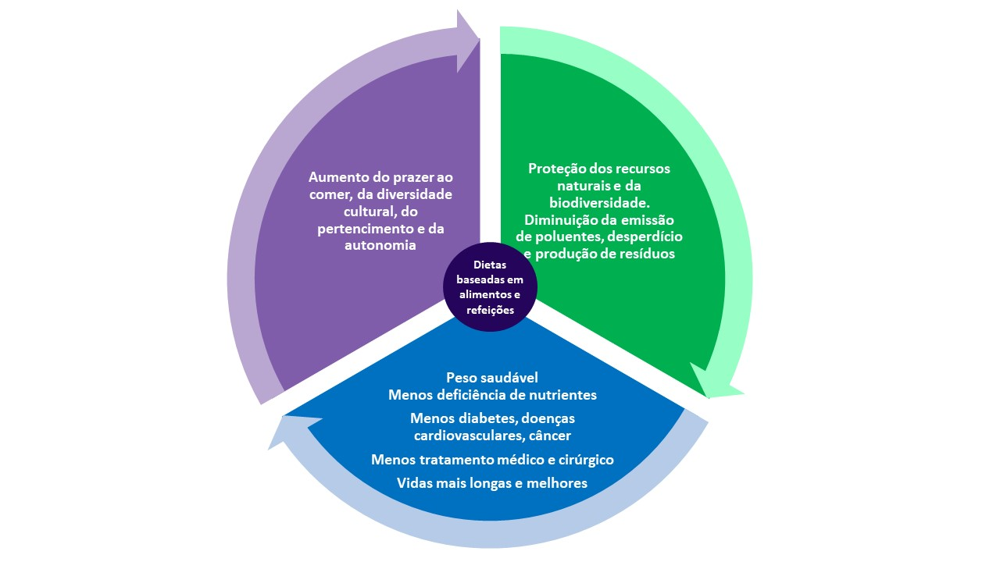 Aumento do prazer ao
comer, da diversidade
cultural, do
pertencimento e da
autonomia
Proteção dos recursos
naturais e da
biodiversidade.
Diminuição da emissão
de poluentes, desperdício
e produção de resíduos
Dietas
baseadas em
alimentos e
refeições
Peso saudável
Menos deficiência de nutrientes
Menos diabetes, doenças
cardiovasculares, câncer
Menos tratamento médico e cirúrgico
Vidas mais longas e melhores